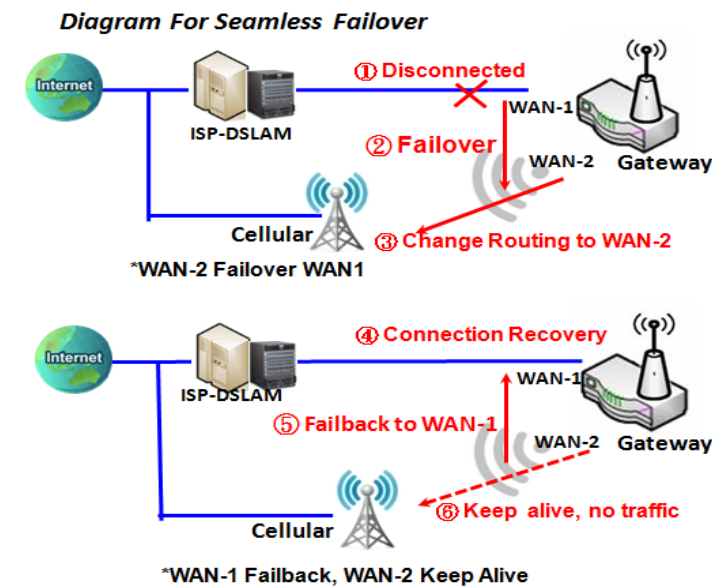 Diagram For Seamless Failover
Internet
① Disconnected
ISP-DSLAM
WAN-1
② Failover
WAN-2
Gateway
Cellular
③ Change Routing to WAN-2
*WAN-2 Failover WAN1
④ Connection Recovery
Internet
ISP-DSLAM
WAN-1
⑤ Failback to WAN-1
WAN-2
Gateway
⑥ Keep alive, no traffic
Cellular
*WAN-1 Failback, WAN-2 Keep Alive